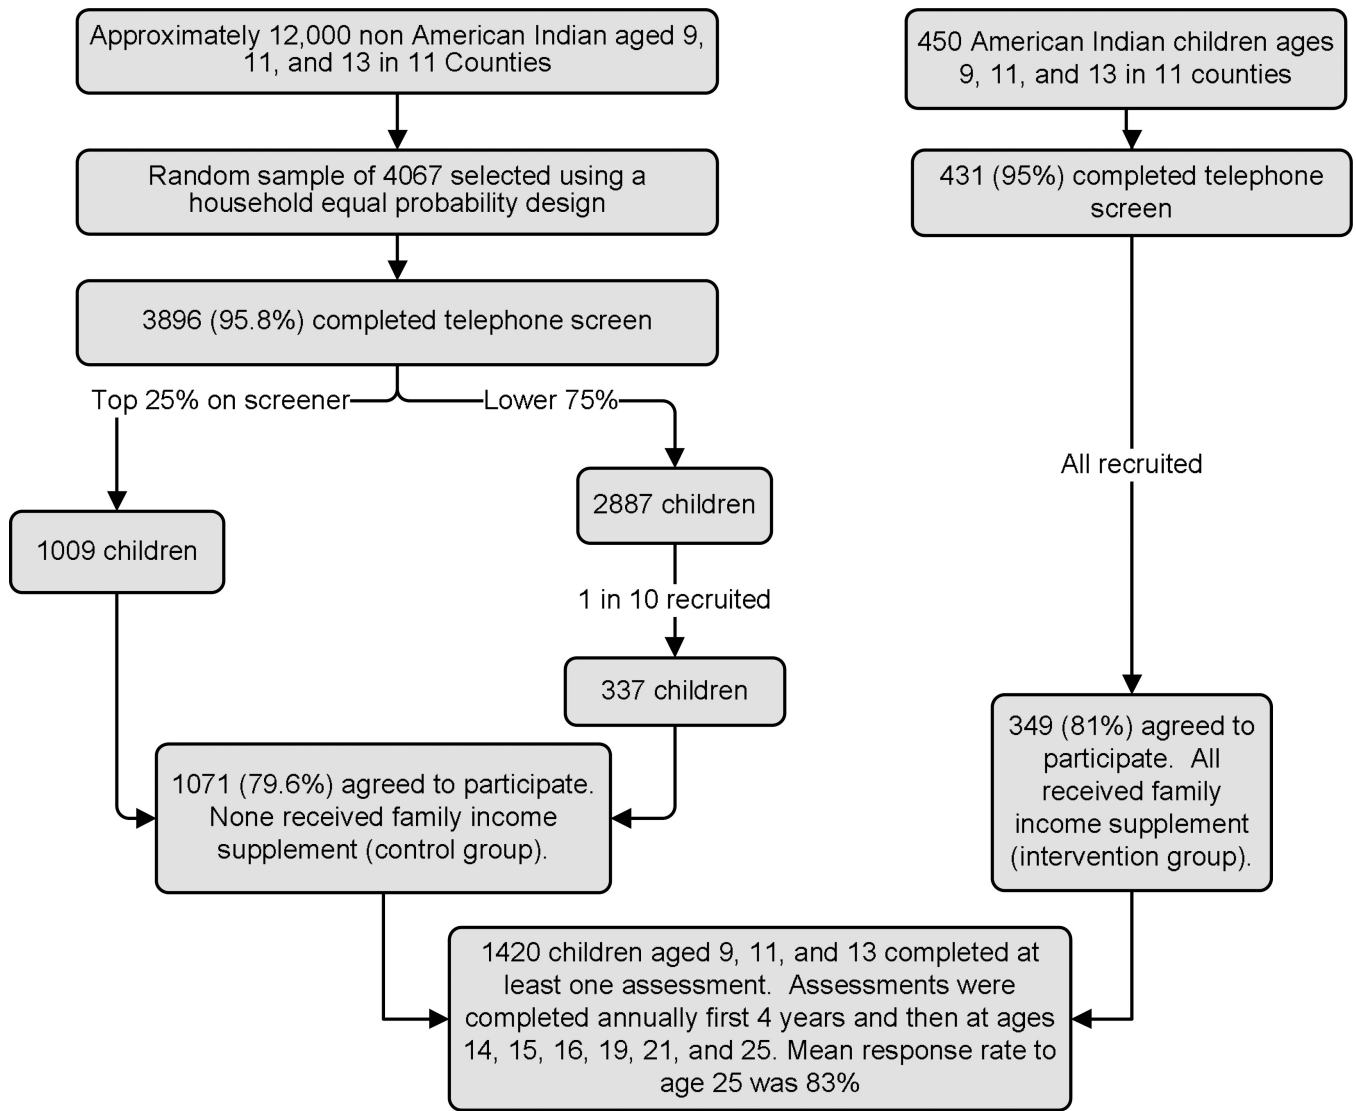 Approximately 12,000 non American Indian aged 9,
11, and 13 in 11 Counties
450 American Indian children ages
9, 11, and 13 in 11 counties
Random sample of 4067 selected using a
household equal probability design
431 (95%) completed telephone
screen
3896 (95.8%) completed telephone screen
Top 25% on screener
Lower 75%
All recruited
2887 children
1009 children
1 in 10 recruited
337 children
1071 (79.6%) agreed to participate.
None received family income
supplement (control group).
349 (81%) agreed to
participate.  All
received family
income supplement
(intervention group).
1420 children aged 9, 11, and 13 completed at
least one assessment.  Assessments were
completed annually first 4 years and then at ages
14, 15, 16, 19, 21, and 25. Mean response rate to
age 25 was 83%